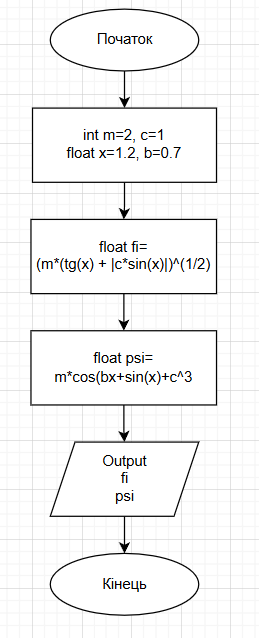 Початок
int m=2, c=1
float x=1.2, b=0.7
float fi=
(m*(tg(x) + |c*sin(x)|)^(1/2)
float psi=
m*cos(bx+sin(x)+c^3
Output
fi
psi
Кінець